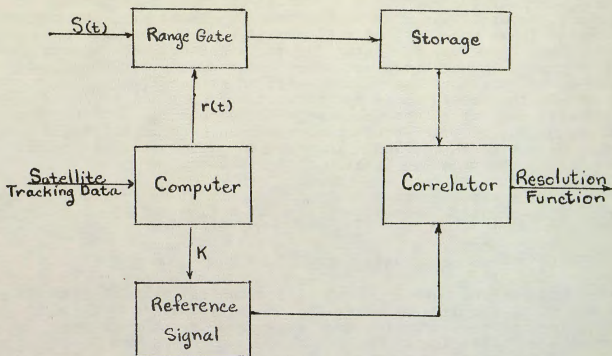 S(t)
Range Gate
Storage
r(t)
Satellite
Tracking Data
Computer
Correlator
Resolution
Function
K
Reference
Signal